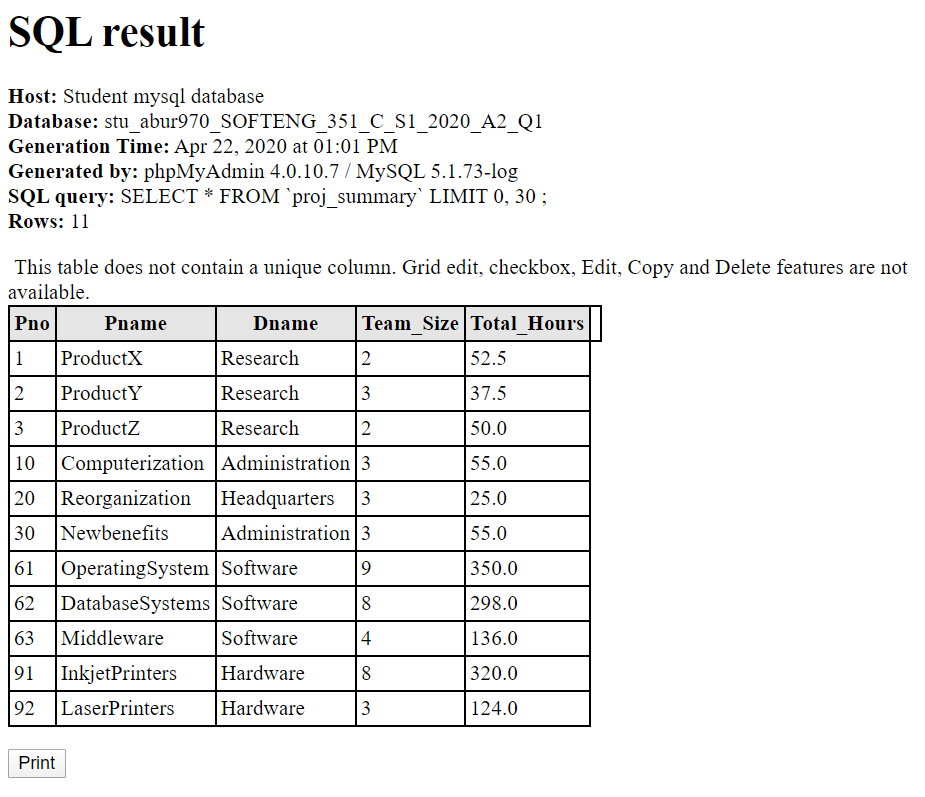 SQL result
Host: Student mysql database
Database: stu_abur970_SOFTENG_351_C_S1_2020_A2_Q1
Generation Time: Apr 22, 2020 at 01:01 PM
Generated by: phpMyAdmin 4.0.10.7 / MySQL 5.1.73-log
SQL query: SELECT * FROM `proj_summary` LIMIT 0, 30 ;
Rows: 11
This table does not contain a unique column. Grid edit, checkbox, Edit, Copy and Delete features are not
available.
Pno Pname Dname Team_Size Total_Hours
1 ProductX Research 2 52.5
2 ProductY Research 3 37.5
3 ProductZ Research 2 50.0
10 Computerization Administration 3 55.0
20 Reorganization Headquarters 3 25.0
30 Newbenefits Administration 3 55.0
61 OperatingSystem Software 9 350.0
62 DatabaseSystems Software 8 298.0
63 Middleware Software 4 136.0
91 InkjetPrinters Hardware 8 320.0
92 LaserPrinters Hardware 3 124.0
Print